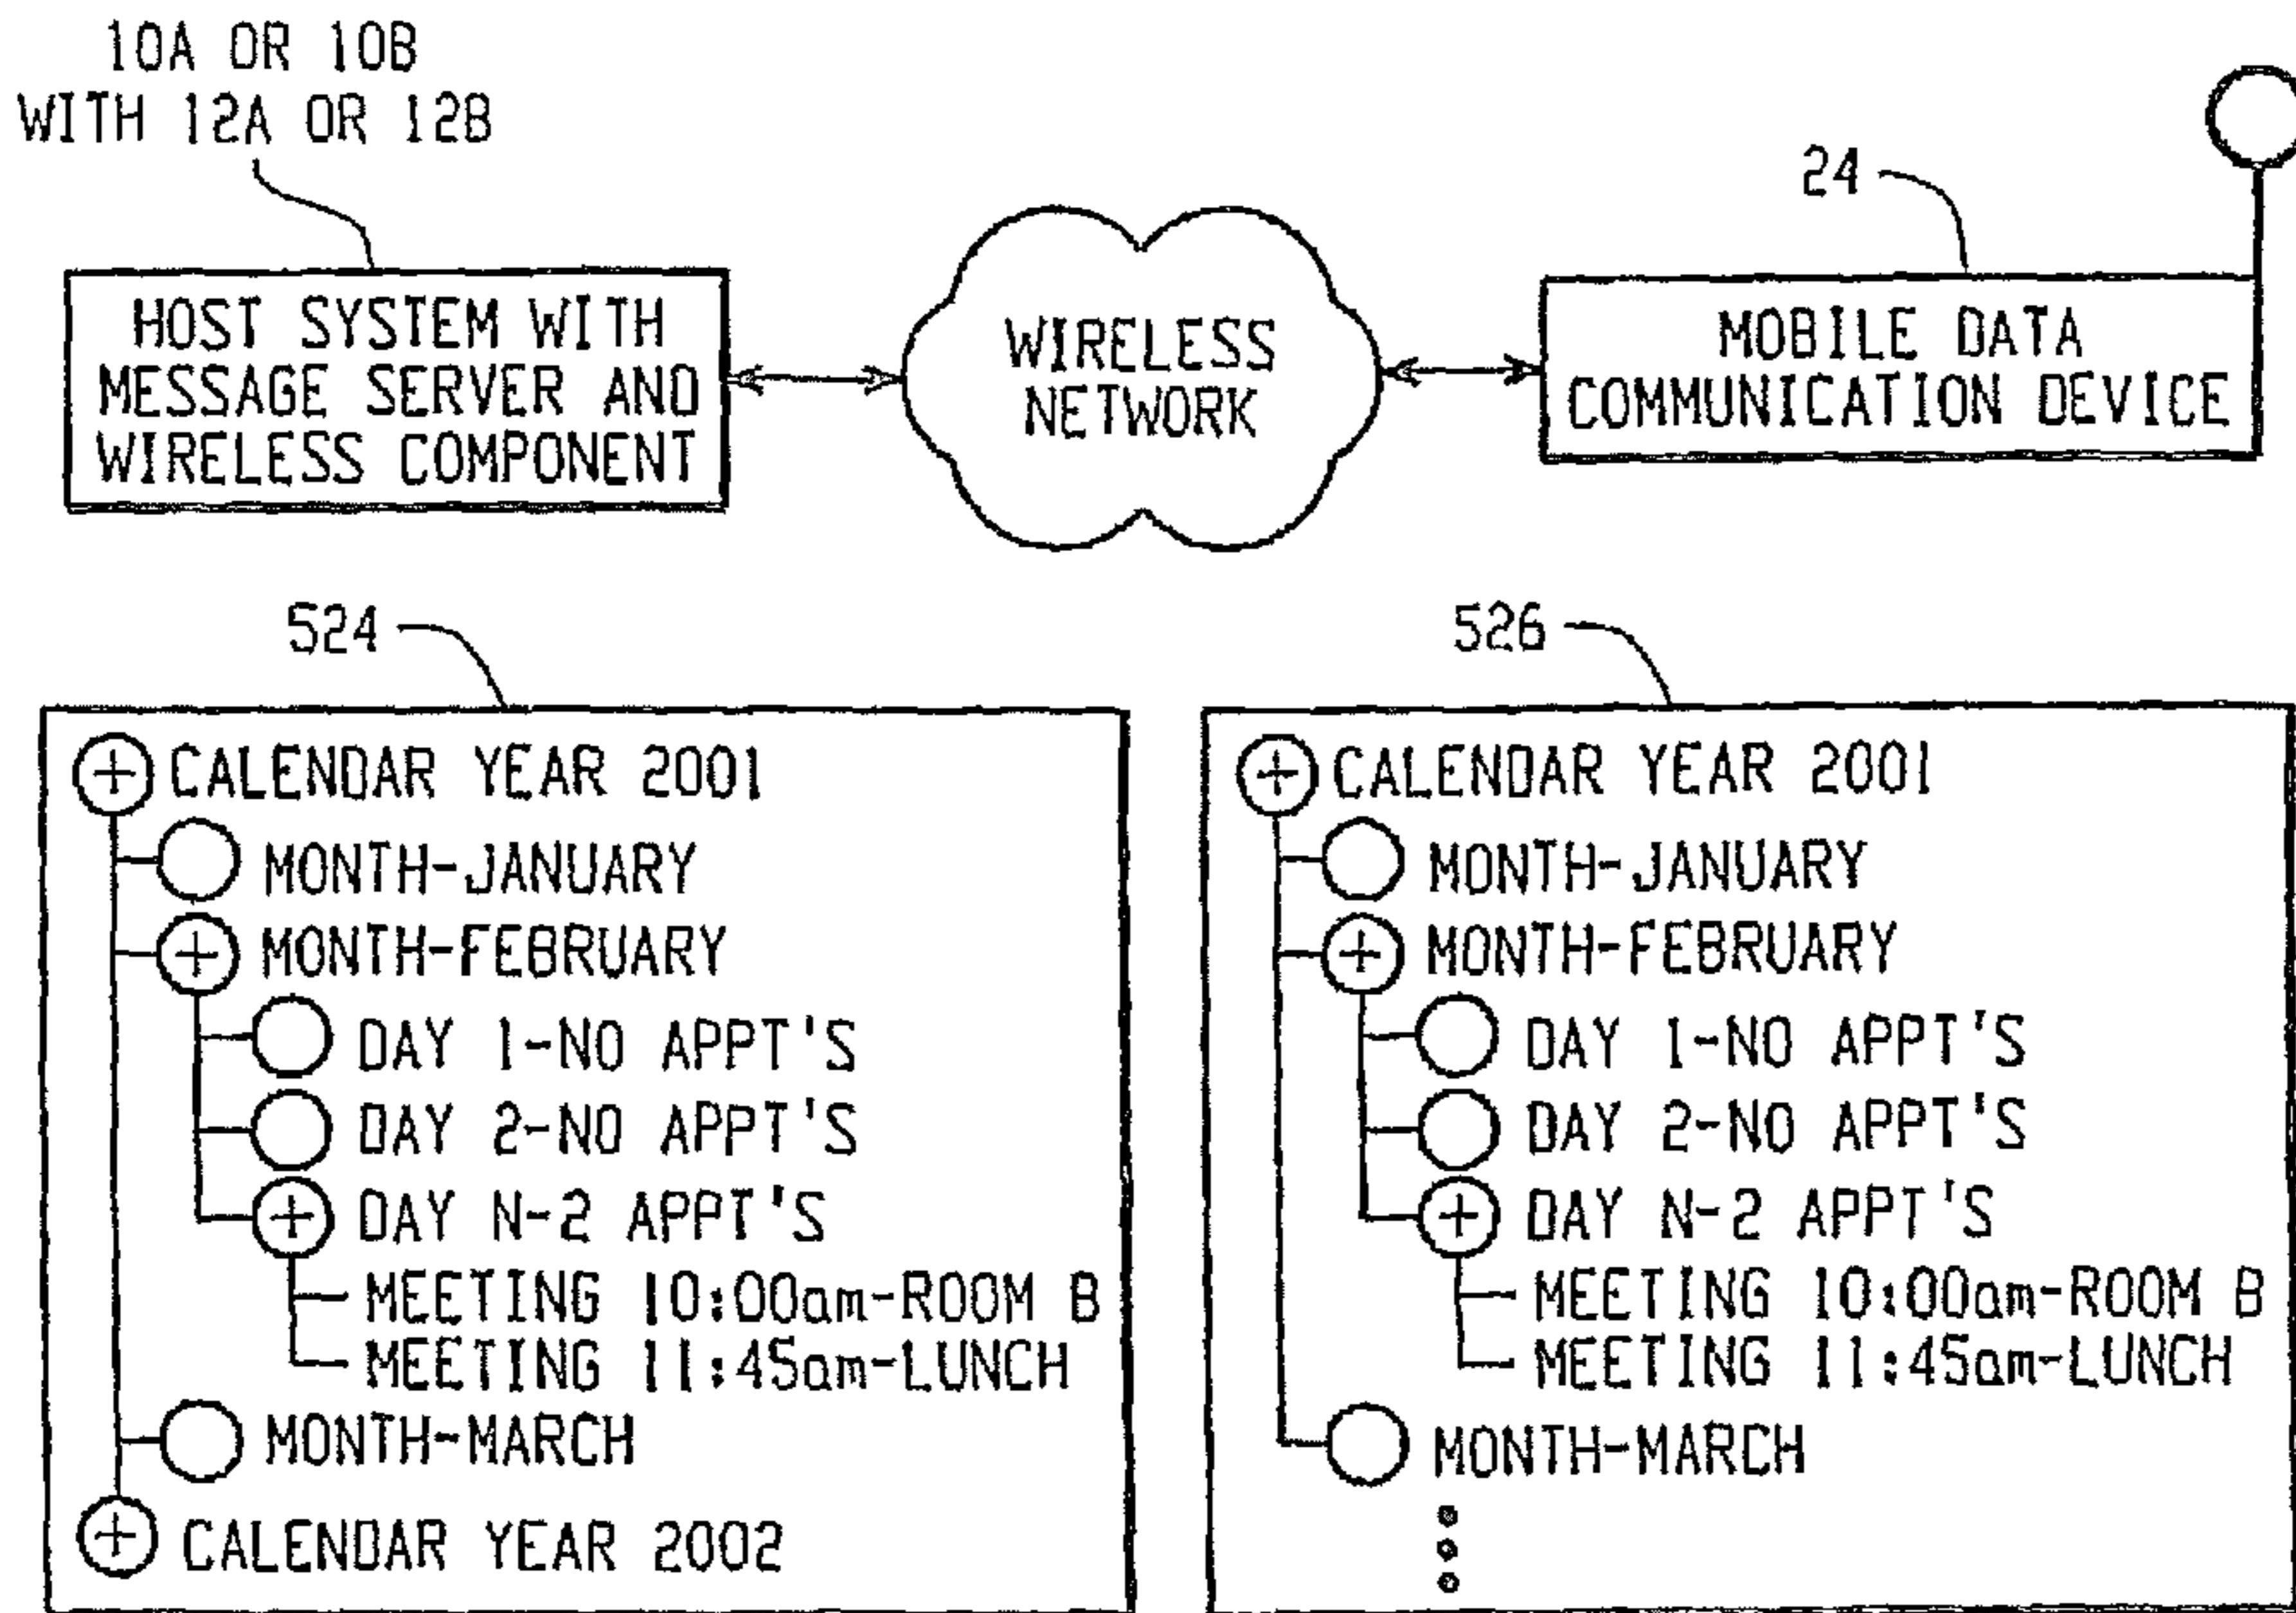 10A OR 10B
WITH 12A OR 12B
24
HOST SYSTEM WITH
MESSAGE SERVER AND
WIRELESS COMPONENT
WIRELESS
NETWORK
MOBILE DATA
COMMUNICATION DEVICE
524
CALENDAR YEAR 2001
MONTH-JANUARY
MONTH-FEBRUARY
DAY 1-NO APPT'S
DAY 2-NO APPT'S
DAY N-2 APPT'S
MEETING 10:00am-ROOM B
MEETING 11:45am-LUNCH
MONTH-MARCH
CALENDAR YEAR 2002
526
CALENDAR YEAR 2001
MONTH-JANUARY
MONTH-FEBRUARY
DAY 1-NO APPT'S
DAY 2-NO APPT'S
DAY N-2 APPT'S
MEETING 10:00am-ROOM B
MEETING 11:45am-LUNCH
MONTH-MARCH